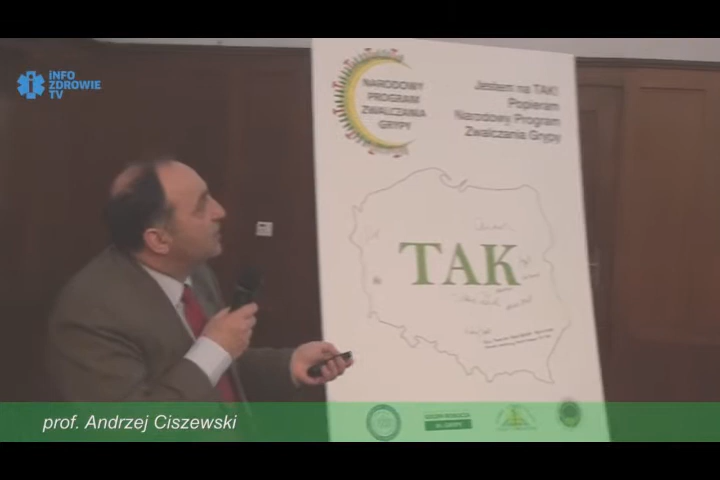 iNFO
ZDROWIE
TV
NARODOWY
PROGRAM
ZWALCZANIA
GRYPY
Jestem na TAK!
Popieram
Narodowy Program
Zwalczania Grypy
TAK
prof. Andrzej Ciszewski